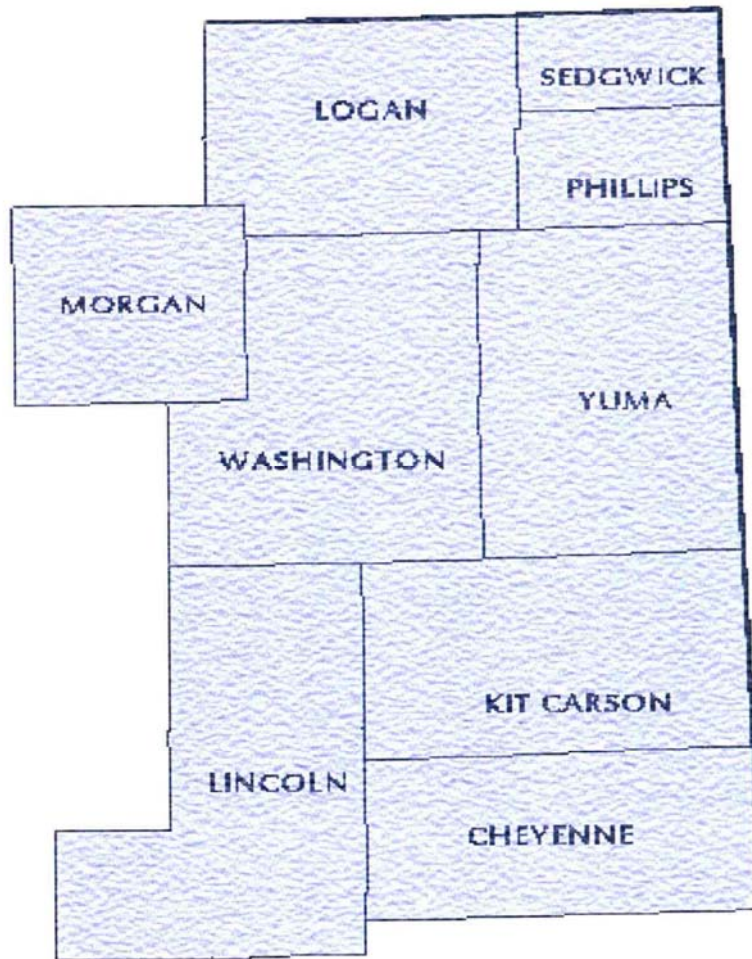 SEDGWICK
LOGAN
PHILLIPS
MORGAN
YUMA
WASHINGTON
KIT CARSON
LINCOLN
CHEYENNE